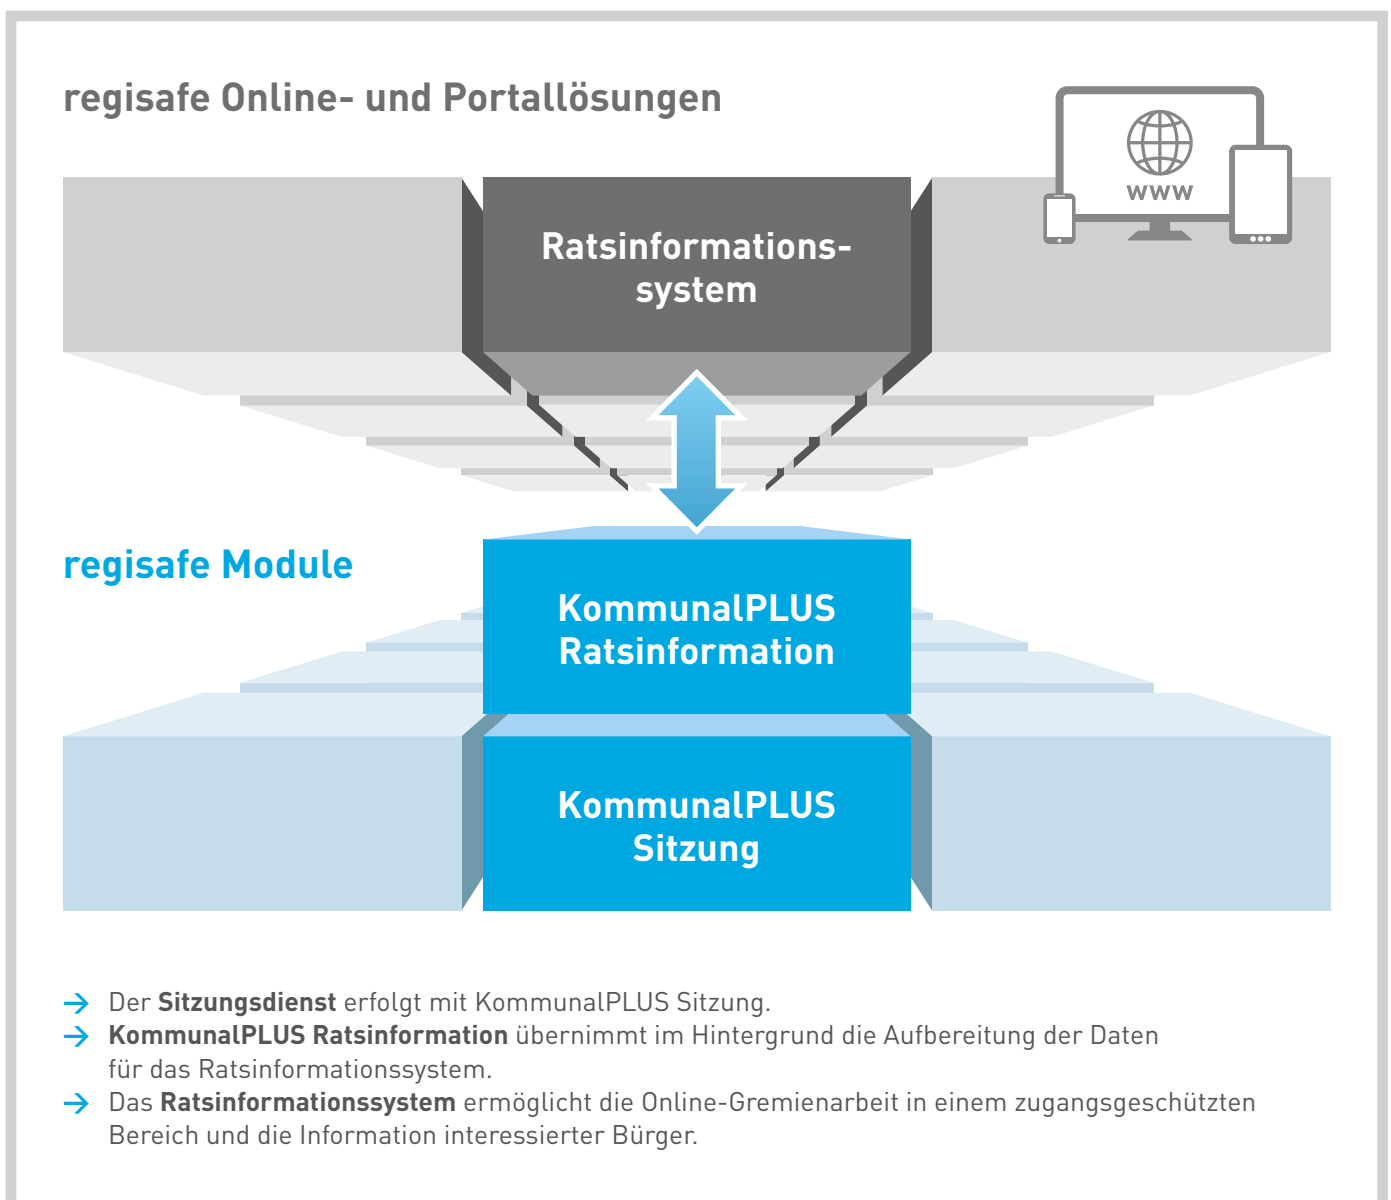 regisafe Online- und Portallösungen
www
Ratsinformations-
system
regisafe Module
KommunalPLUS
Ratsinformation
KommunalPLUS
Sitzung
Der Sitzungsdienst erfolgt mit KommunalPLUS Sitzung.
KommunalPLUS Ratsinformation übernimmt im Hintergrund die Aufbereitung der Daten
für das Ratsinformationssystem.
Das Ratsinformationssystem ermöglicht die Online-Gremienarbeit in einem zugangsgeschützten
Bereich und die Information interessierter Bürger.